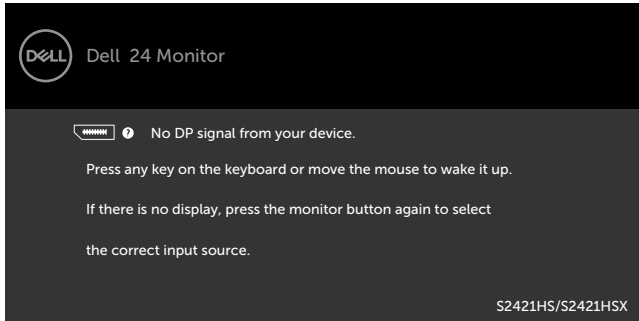 DELL
Dell 24 Monitor
? No DP signal from your device.
Press any key on the keyboard or move the mouse to wake it up.
If there is no display, press the monitor button again to select
the correct input source.
S2421HS/S2421HSX